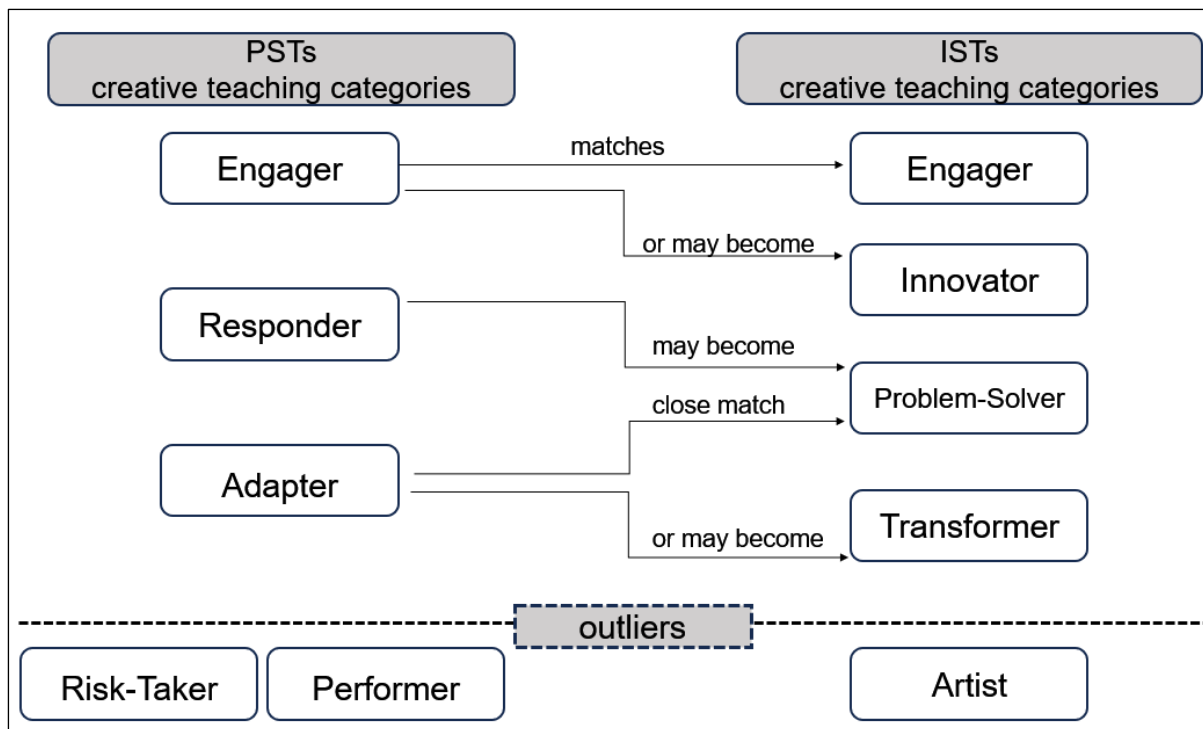 PSTs
creative teaching categories
ISTs
creative teaching categories
Engager
matches
Engager
or may become
Innovator
Responder
may become
Problem-Solver
close match
Adapter
or may become
Transformer
outliers
Risk-Taker
Performer
Artist